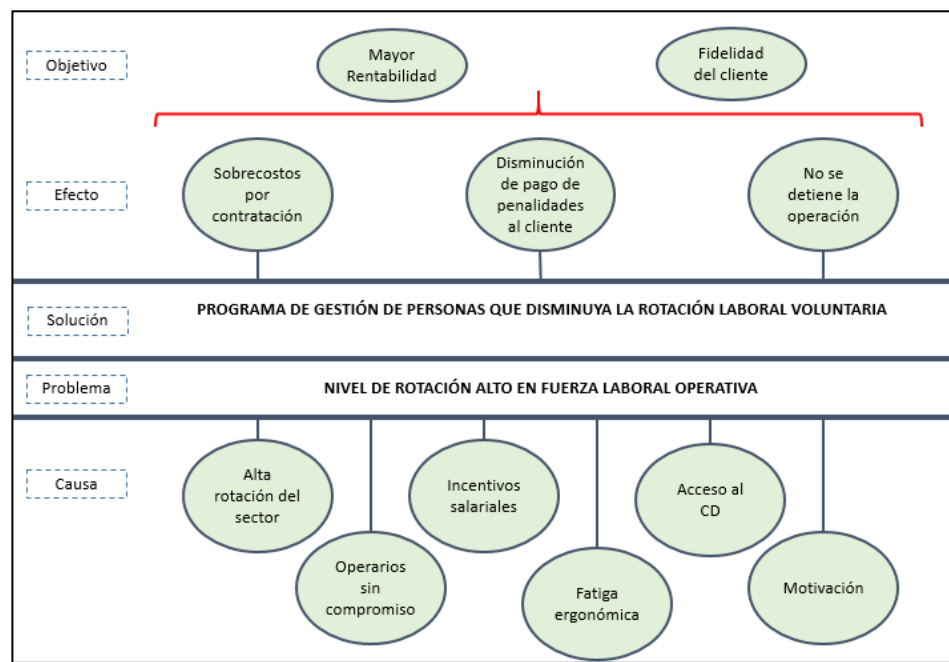 Objetivo
Mayor
Rentabilidad
Fidelidad
del cliente
Efecto
Sobrecostos
por
contratación
Disminución
de pago de
penalidades
al cliente
No se
detiene la
operación
Solución
PROGRAMA DE GESTIÓN DE PERSONAS QUE DISMINUYA LA ROTACIÓN LABORAL VOLUNTARIA
Problema
NIVEL DE ROTACIÓN ALTO EN FUERZA LABORAL OPERATIVA
Causa
Alta
rotación del
sector
Operarios
sin
compromiso
Incentivos
salariales
Fatiga
ergonómica
Acceso al
CD
Motivación